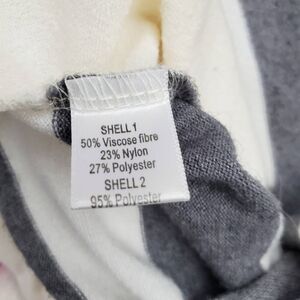 SHELL 1
50% Viscose fibre
23% Nylon
27% Polyester
SHELL 2
95% Polyester